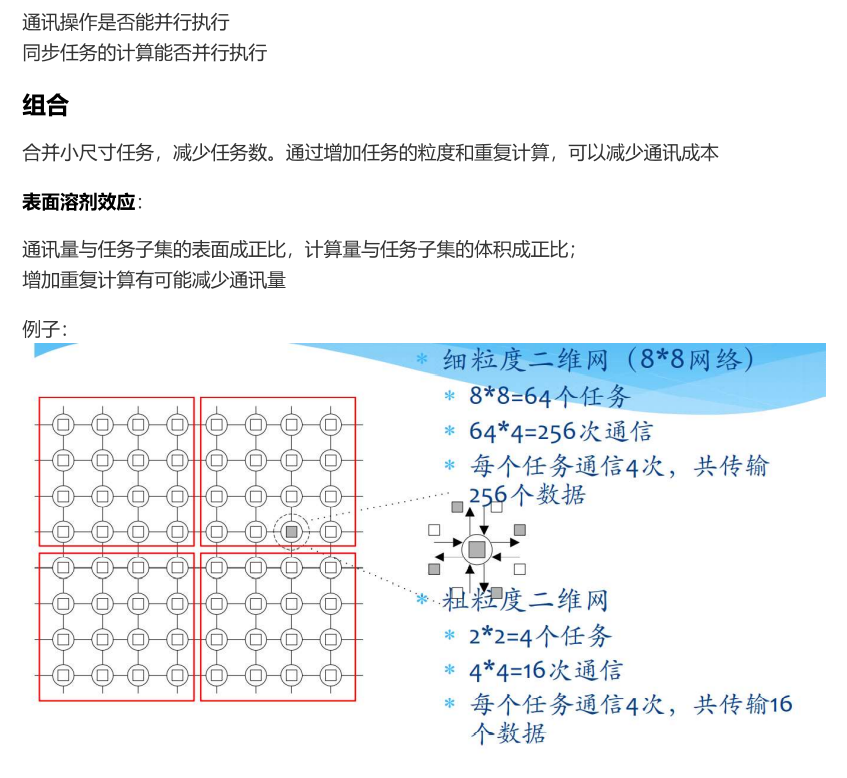 通讯操作是否能并行执行
同步任务的计算能否并行执行
组合
合并小尺寸任务，减少任务数。通过增加任务的粒度和重复计算，可以减少通讯成本
表面溶剂效应：
通讯量与任务子集的表面成正比，计算量与任务子集的体积成正比；
增加重复计算有可能减少通讯量
例子：
* 细粒度二维网（8*8网络）
* 8*8=64个任务
* 64*4=256次通信
* 每个任务通信4次，共传输
256个数据
* 粗粒度二维网
* 2*2=4个任务
* 4*4=16次通信
* 每个任务通信4次，共传输16
个数据